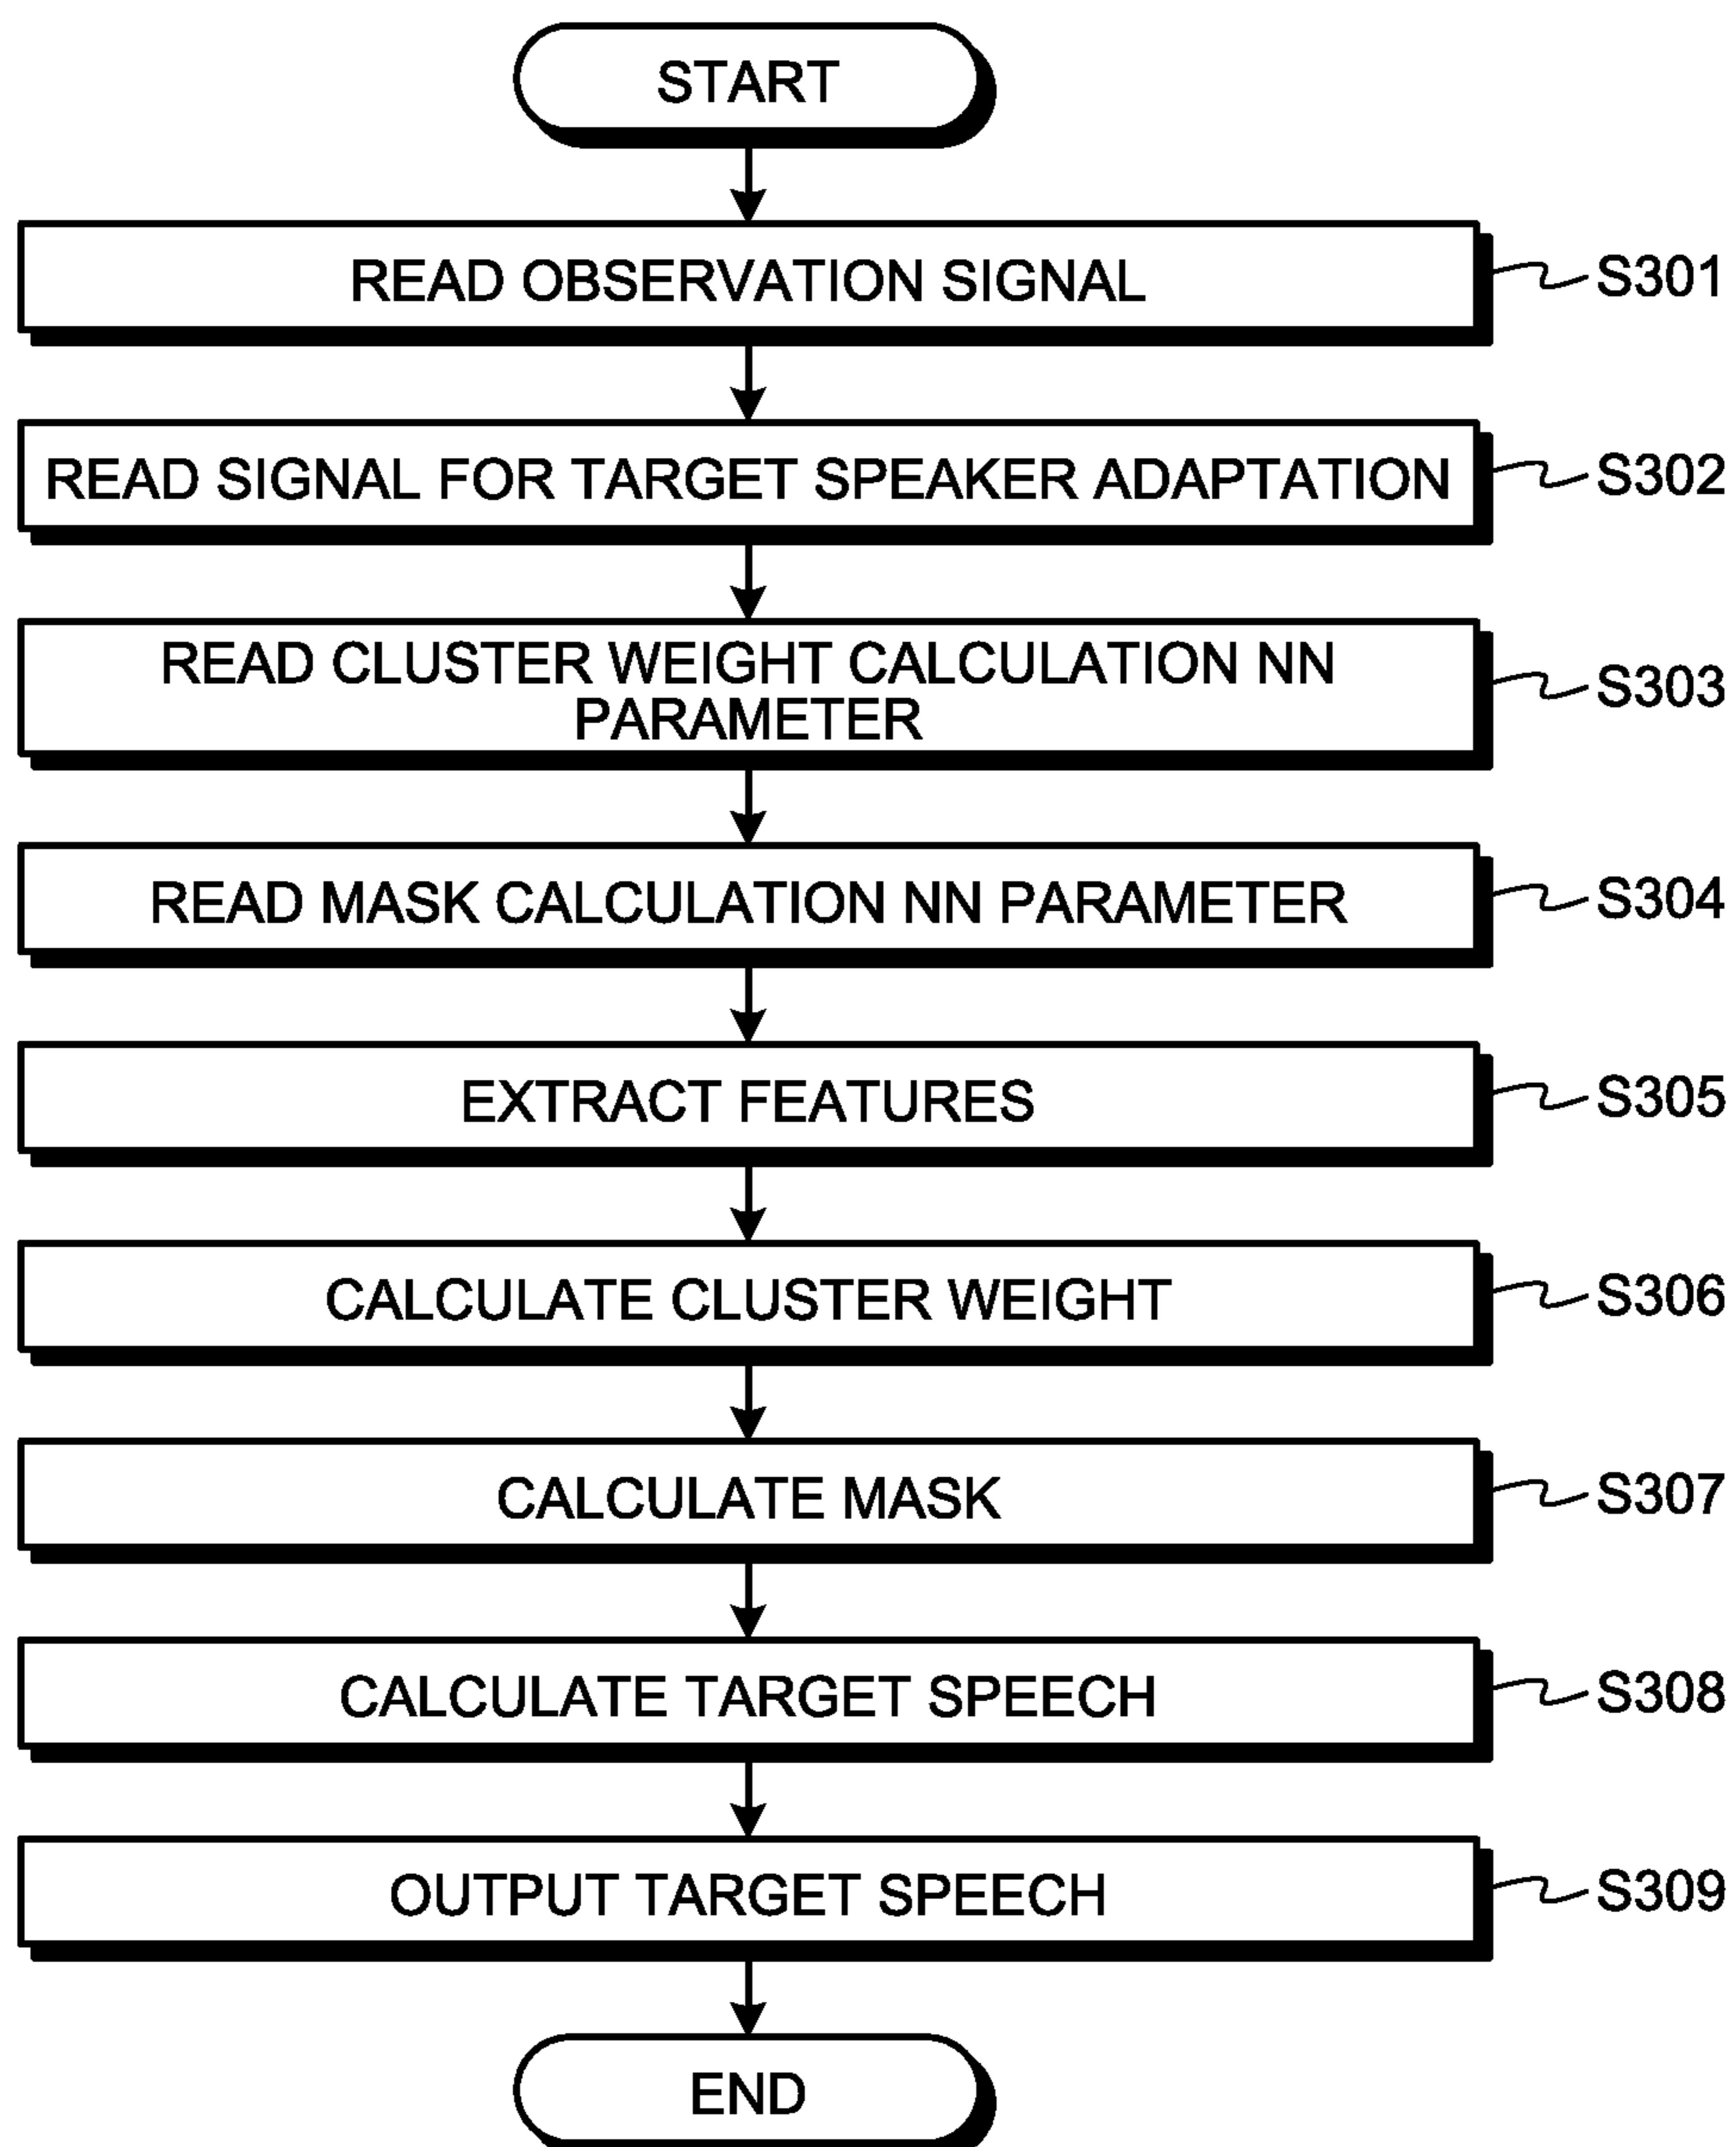 START
READ OBSERVATION SIGNAL
S301
READ SIGNAL FOR TARGET SPEAKER ADAPTATION
S302
READ CLUSTER WEIGHT CALCULATION NN
PARAMETER
S303
READ MASK CALCULATION NN PARAMETER
S304
EXTRACT FEATURES
S305
CALCULATE CLUSTER WEIGHT
S306
CALCULATE MASK
S307
CALCULATE TARGET SPEECH
S308
OUTPUT TARGET SPEECH
S309
END